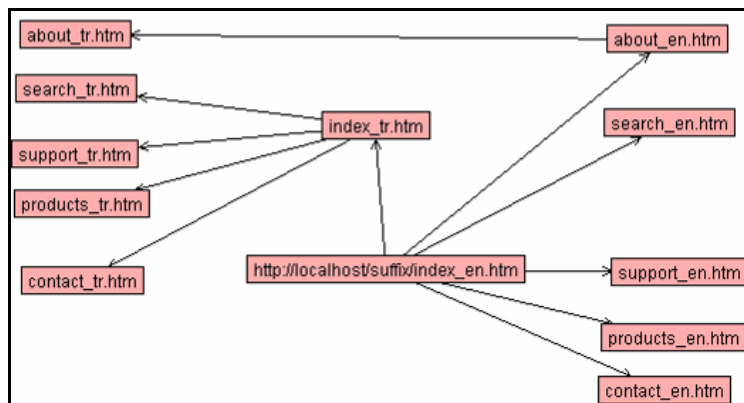 about_tr.htm
about_en.htm
search_tr.htm
index_tr.htm
search_en.htm
support_tr.htm
products_tr.htm
contact_tr.htm
http://localhost/suffix/index_en.htm
support_en.htm
products_en.htm
contact_en.htm